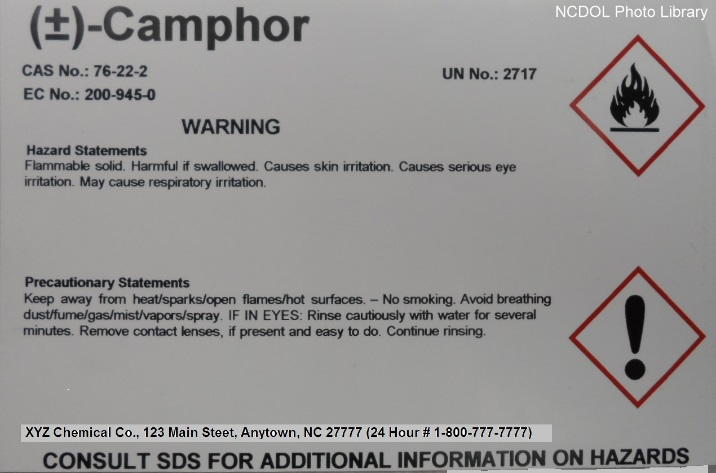 NCDOL Photo Library
(±)-Camphor
CAS No.: 76-22-2
UN No.: 2717
EC No.: 200-945-0
WARNING
Hazard Statements
Flammable solid. Harmful if swallowed. Causes skin irritation. Causes serious eye
irritation. May cause respiratory irritation.
Precautionary Statements
Keep away from heat/sparks/open flames/hot surfaces. – No smoking. Avoid breathing
dust/fume/gas/mist/vapors/spray. IF IN EYES: Rinse cautiously with water for several
minutes. Remove contact lenses, if present and easy to do. Continue rinsing.
XYZ Chemical Co., 123 Main Steet, Anytown, NC 27777 (24 Hour # 1-800-777-7777)
CONSULT SDS FOR ADDITIONAL INFORMATION ON HAZARDS